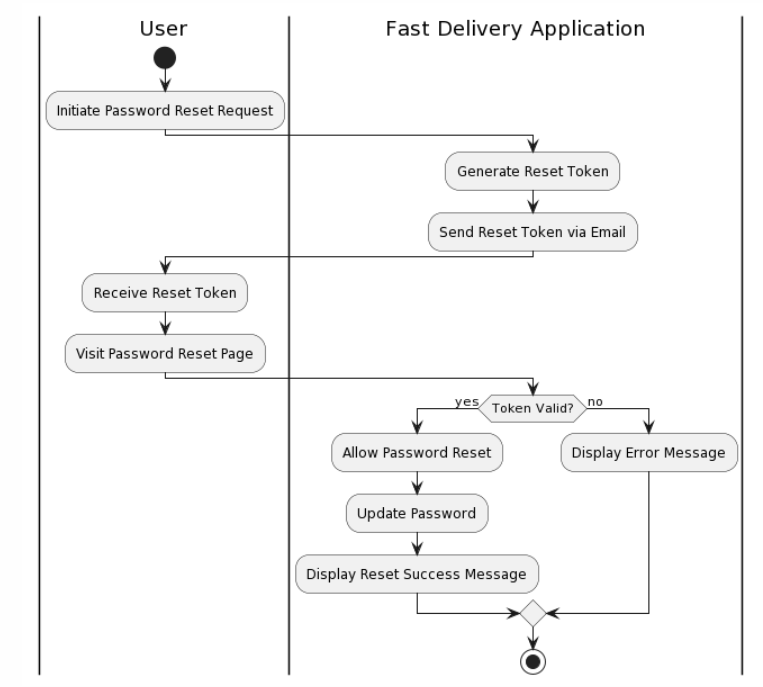 User
Fast Delivery Application
Initiate Password Reset Request
Generate Reset Token
Send Reset Token via Email
Receive Reset Token
Visit Password Reset Page
yes
Token Valid?
no
Allow Password Reset
Display Error Message
Update Password
Display Reset Success Message